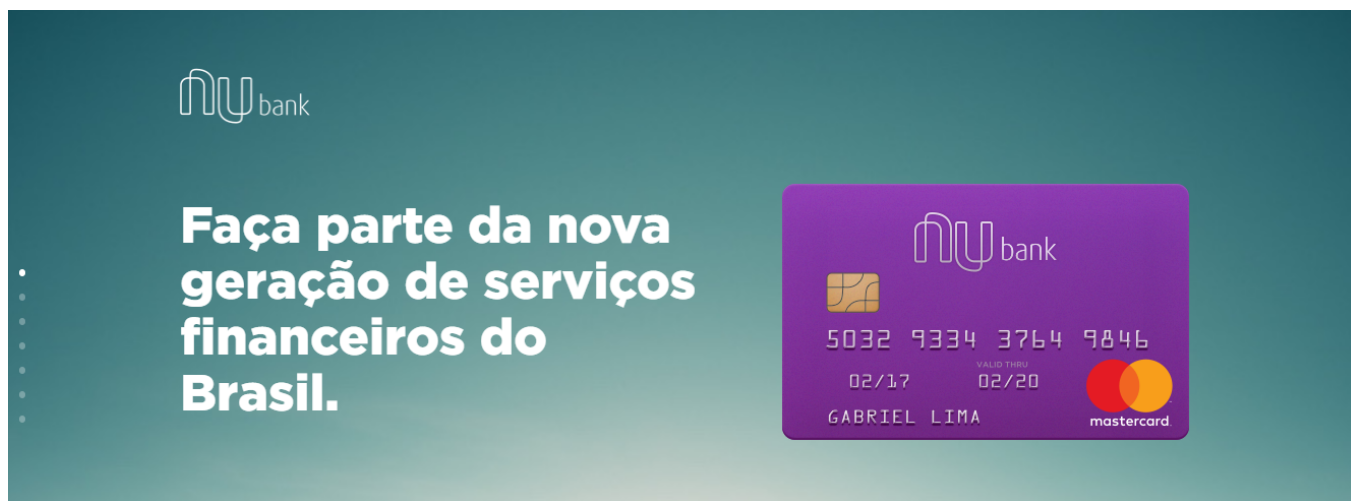 nu bank
Faça parte da nova
geração de serviços
financeiros do
Brasil.
nu bank
5032 9334 3764 9846
VALID THRU
02/17 02/20
GABRIEL LIMA
mastercard.